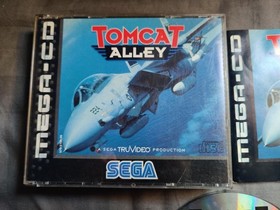 MEGA-CD
TOMCAT
ALLEY
A SEGA TRUVIDEO PRODUCTION
SEGA
MEGA-CD